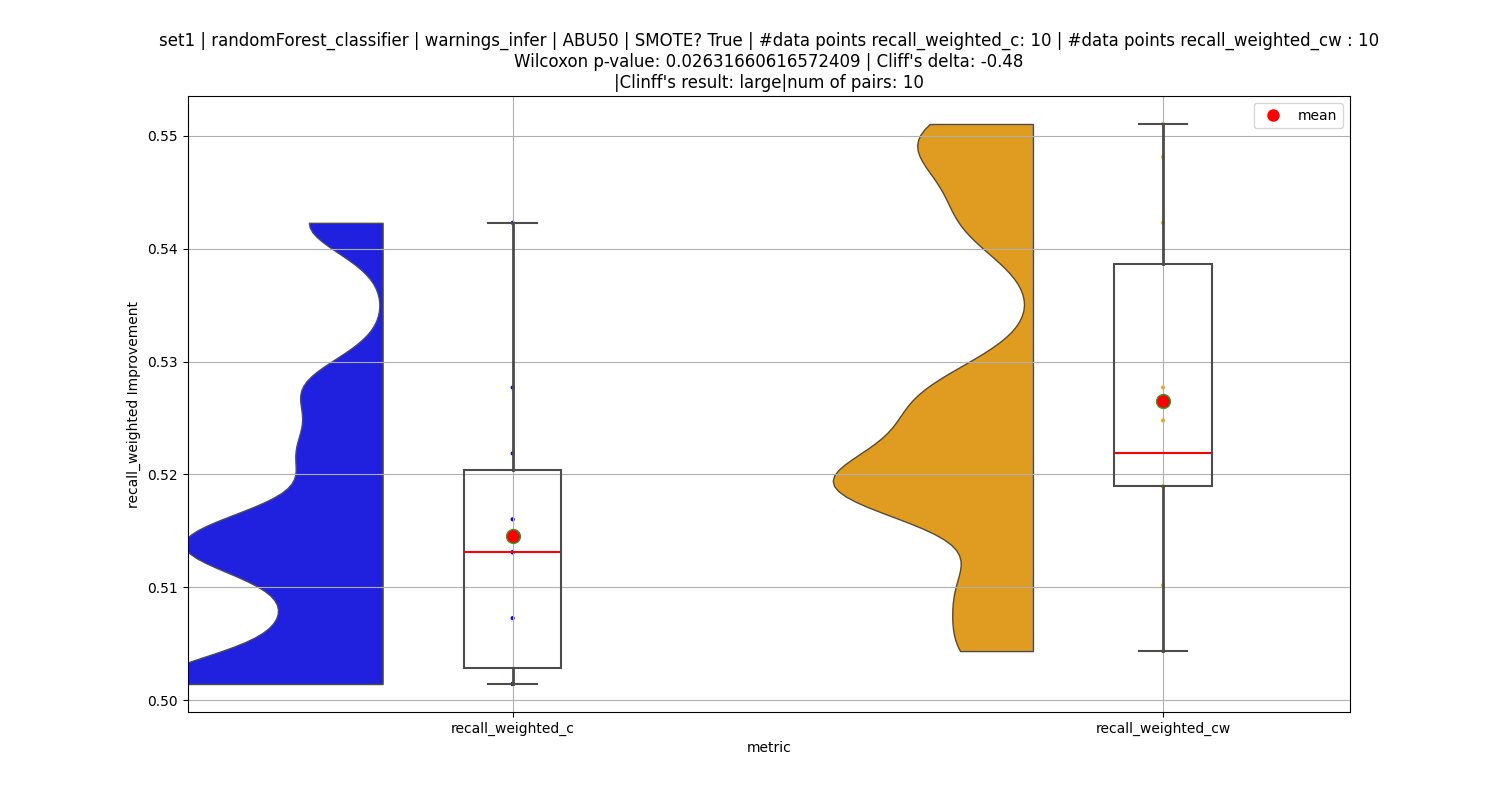 set1 | randomForest_classifier | warnings_infer | ABU50 | SMOTE? True | #data points recall_weighted_c: 10 | #data points recall_weighted_cw : 10
Wilcoxon p-value: 0.02631660616572409 | Cliff's delta: -0.48
|Clinff's result: large|num of pairs: 10
mean
0.55
0.54
0.53
0.52
0.51
0.50
recall_weighted Improvement
recall_weighted_c
recall_weighted_cw
metric